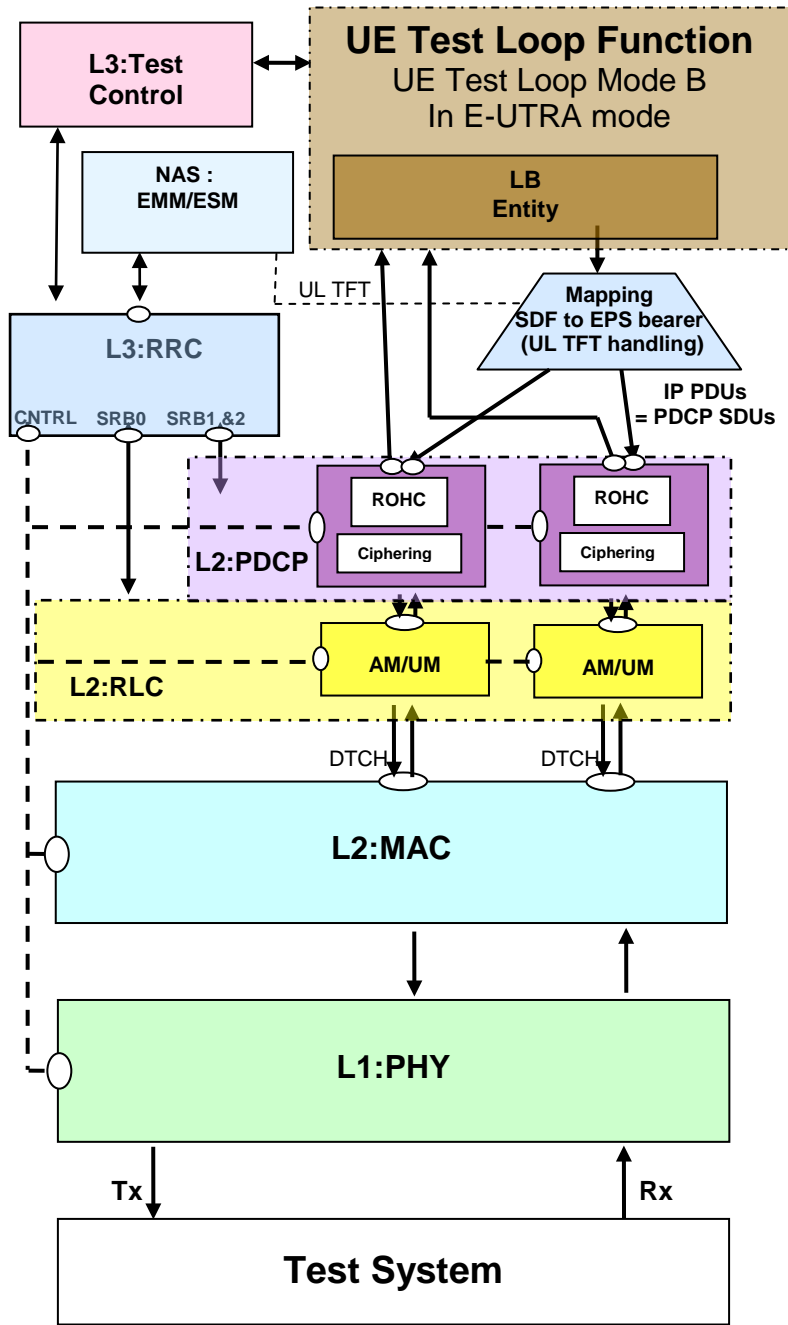 L3:Test
Control
UE Test Loop Function
UE Test Loop Mode B
In E-UTRA mode
NAS :
EMM/ESM
LB
Entity
UL TFT
Mapping
SDF to EPS bearer
(UL TFT handling)
L3:RRC
IP PDUs
= PDCP SDUs
CNTRL
SRB0
SRB1 &2
ROHC
ROHC
Ciphering
Ciphering
L2:PDCP
AM/UM
AM/UM
L2:RLC
DTCH
DTCH
L2:MAC
L1:PHY
Tx
Rx
Test System